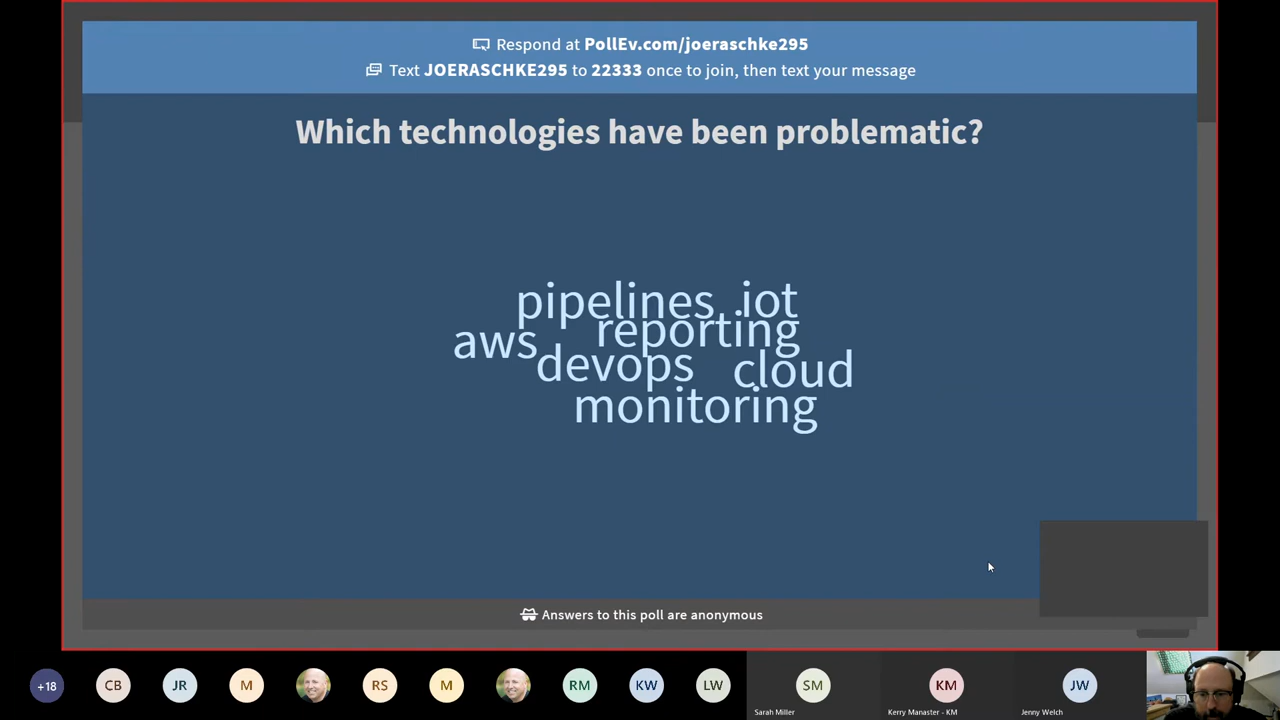 Respond at PollEv.com/joeraschke295
Text JOERASCHKE295 to 22333 once to join, then text your message
Which technologies have been problematic?
pipelines iot
reporting
aws
devops cloud
monitoring
Answers to this poll are anonymous
+18 CB JR M RS M RM KW LW SM KM JW
Sarah Miller Kerry Manaster - KM Jenny Welch